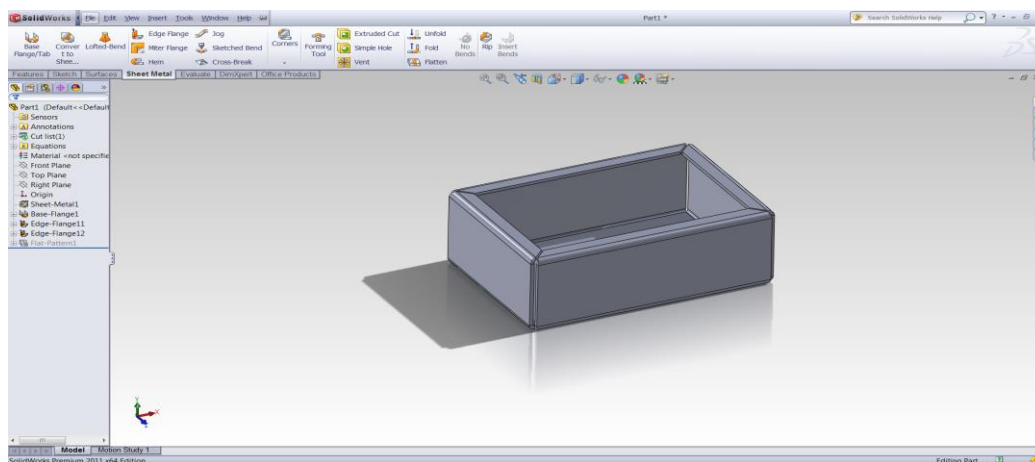 SolidWorks File Edit View Insert Tools Window Help Part1 * Search SolidWorks Help
Base Flange/Tab
Conver t to Shee...
Lofted-Bend
Edge Flange
Miter Flange
Hem
Jog
Sketched Bend
Cross-Break
Corners
Forming Tool
Extruded Cut
Simple Hole
Vent
Unfold
Fold
Flatten
No Bends
Rip
Insert Bends
Features Sketch Surfaces Sheet Metal Evaluate DimXpert Office Products
Part1 (Default<<Default
Sensors
Annotations
Cut list(1)
Equations
Material <not specifie
Front Plane
Top Plane
Right Plane
Origin
Sheet-Metal1
Base-Flange1
Edge-Flange11
Edge-Flange12
Flat-Pattern1
Y
X
Model Motion Study 1
SolidWorks Premium 2011 x64 Edition Editing Part